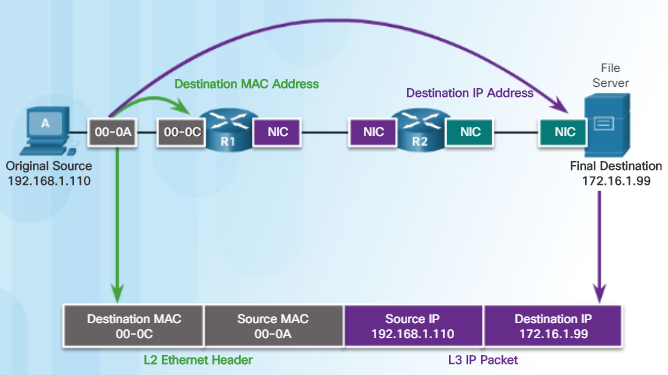 File
Server
Destination MAC Address
Destination IP Address
A
00-0A
00-0C
R1
NIC
NIC
R2
NIC
NIC
Original Source
192.168.1.110
Final Destination
172.16.1.99
Destination MAC
00-0C
Source MAC
00-0A
Source IP
192.168.1.110
Destination IP
172.16.1.99
L2 Ethernet Header
L3 IP Packet